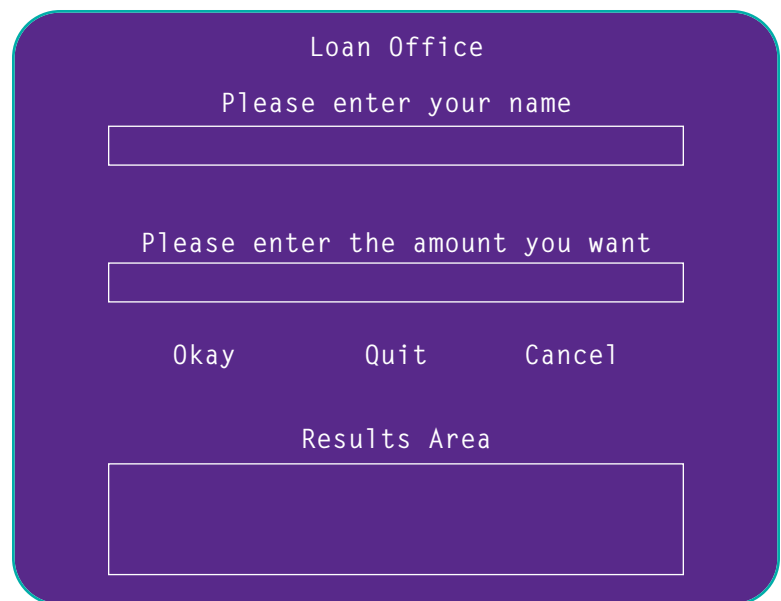 Loan Office
Please enter your name
Please enter the amount you want
Okay Quit Cancel
Results Area